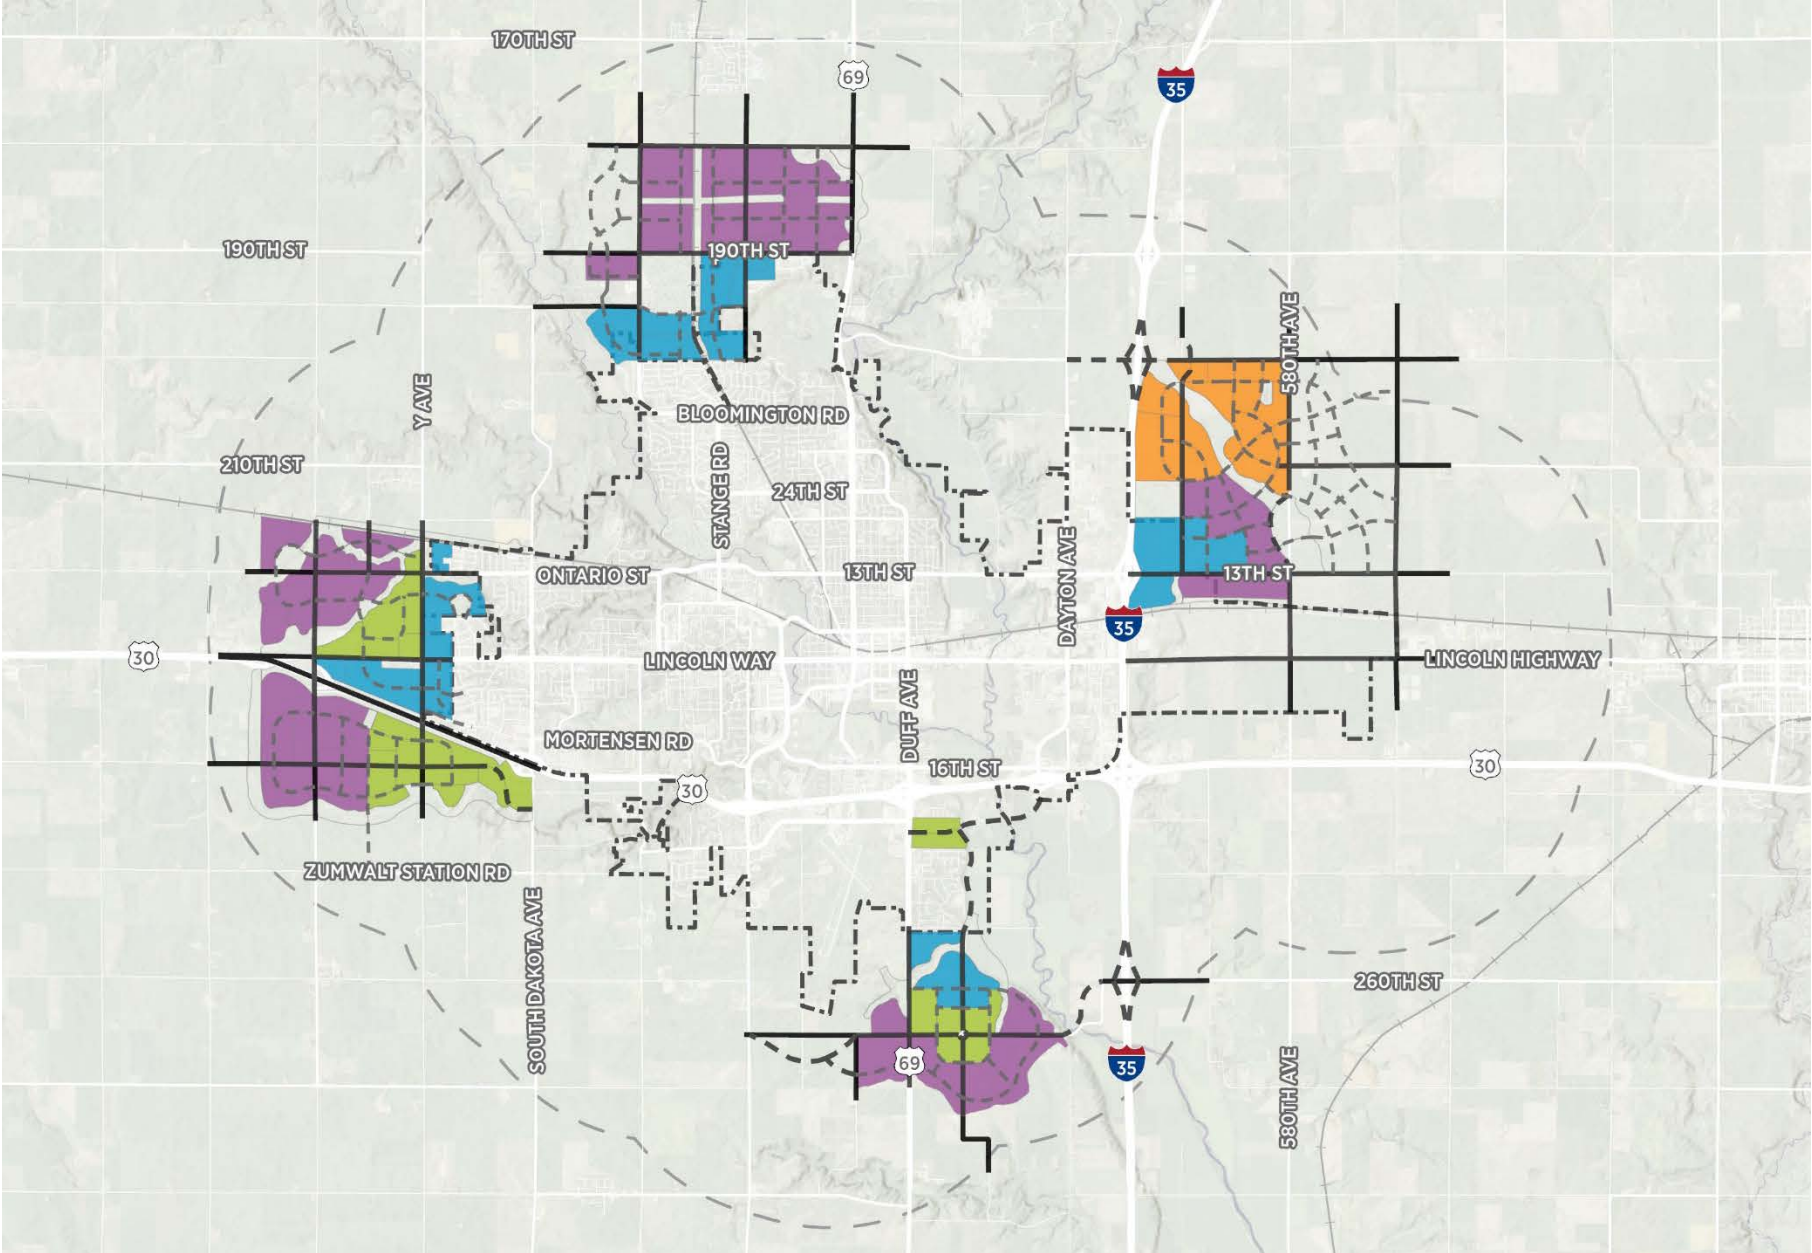 170TH ST
69
35
190TH ST
190TH ST
580TH AVE
Y AVE
BLOOMINGTON RD
210TH ST
STANGE RD
24TH ST
ONTARIO ST
13TH ST
DAYTON AVE
13TH ST
35
30
LINCOLN WAY
LINCOLN HIGHWAY
DUFF AVE
MORTENSEN RD
16TH ST
30
30
ZUMWALT STATION RD
SOUTH DAKOTA AVE
260TH ST
69
35
580TH AVE